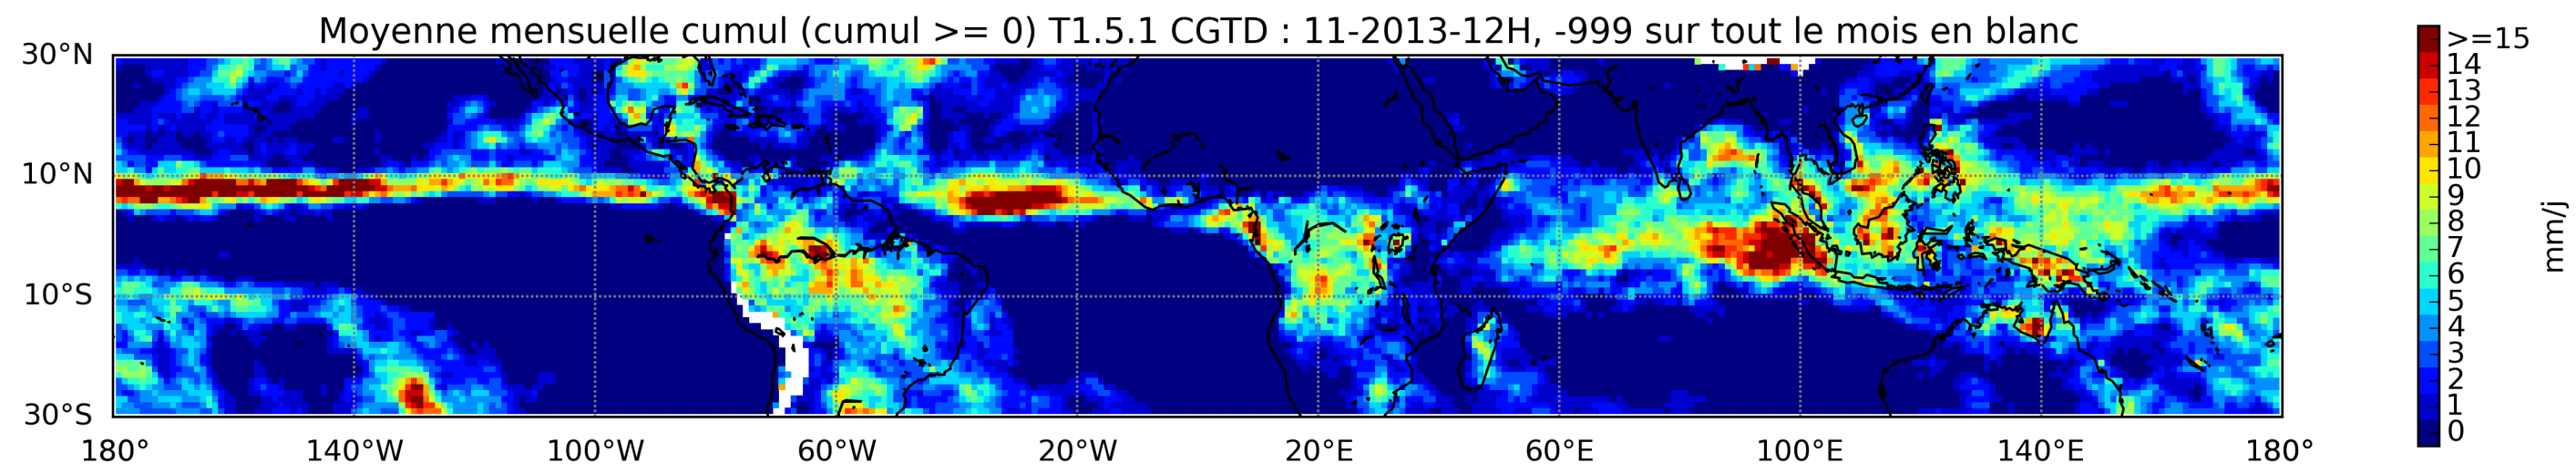 Moyenne mensuelle cumul (cumul >= 0) T1.5.1 CGTD : 11-2013-12H, -999 sur tout le mois en blanc
30°N
10°N
10°S
30°S
180° 140°W 100°W 60°W 20°W 20°E 60°E 100°E 140°E 180°
>=15
14
13
12
11
10
9
8
7
6
5
4
3
2
1
0
mm/j